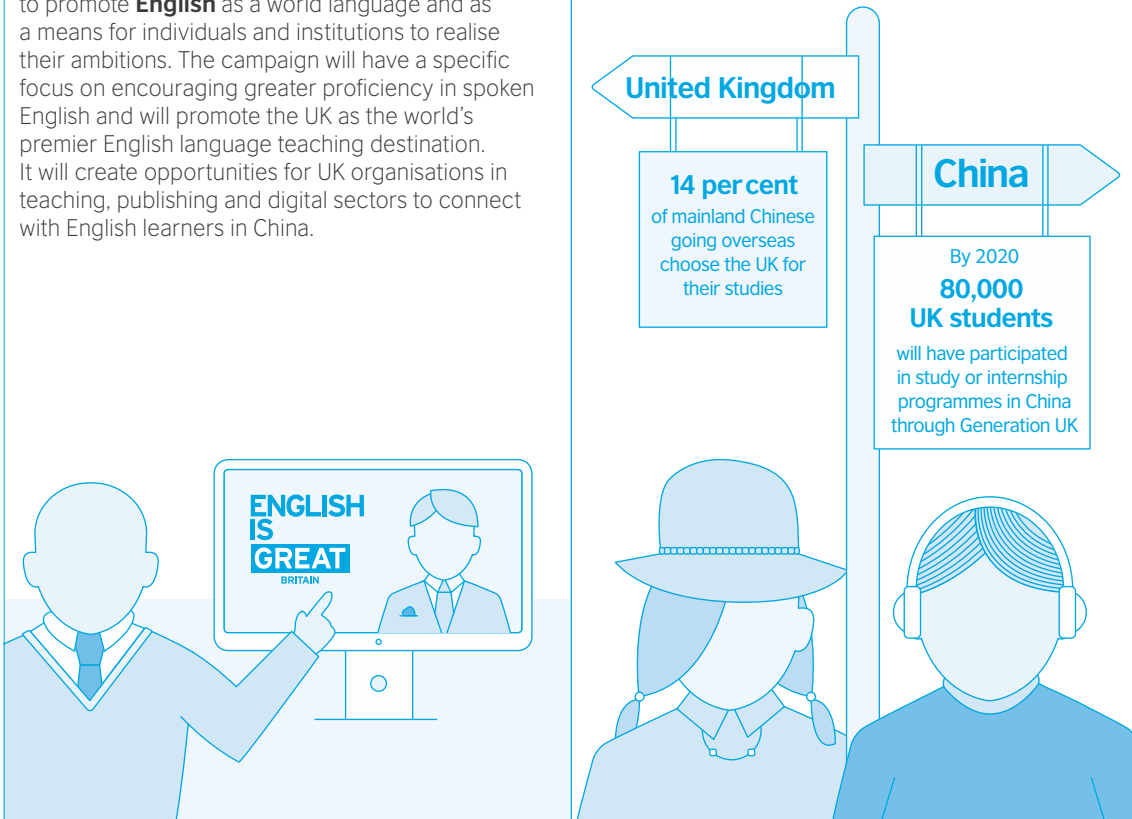 to promote English as a world language and as
a means for individuals and institutions to realise
their ambitions. The campaign will have a specific
focus on encouraging greater proficiency in spoken
English and will promote the UK as the world's
premier English language teaching destination.
It will create opportunities for UK organisations in
teaching, publishing and digital sectors to connect
with English learners in China.
ENGLISH
IS
GREAT
BRITAIN
United Kingdom
14 per cent
of mainland Chinese
going overseas
choose the UK for
their studies
China
By 2020
80,000
UK students
will have participated
in study or internship
programmes in China
through Generation UK